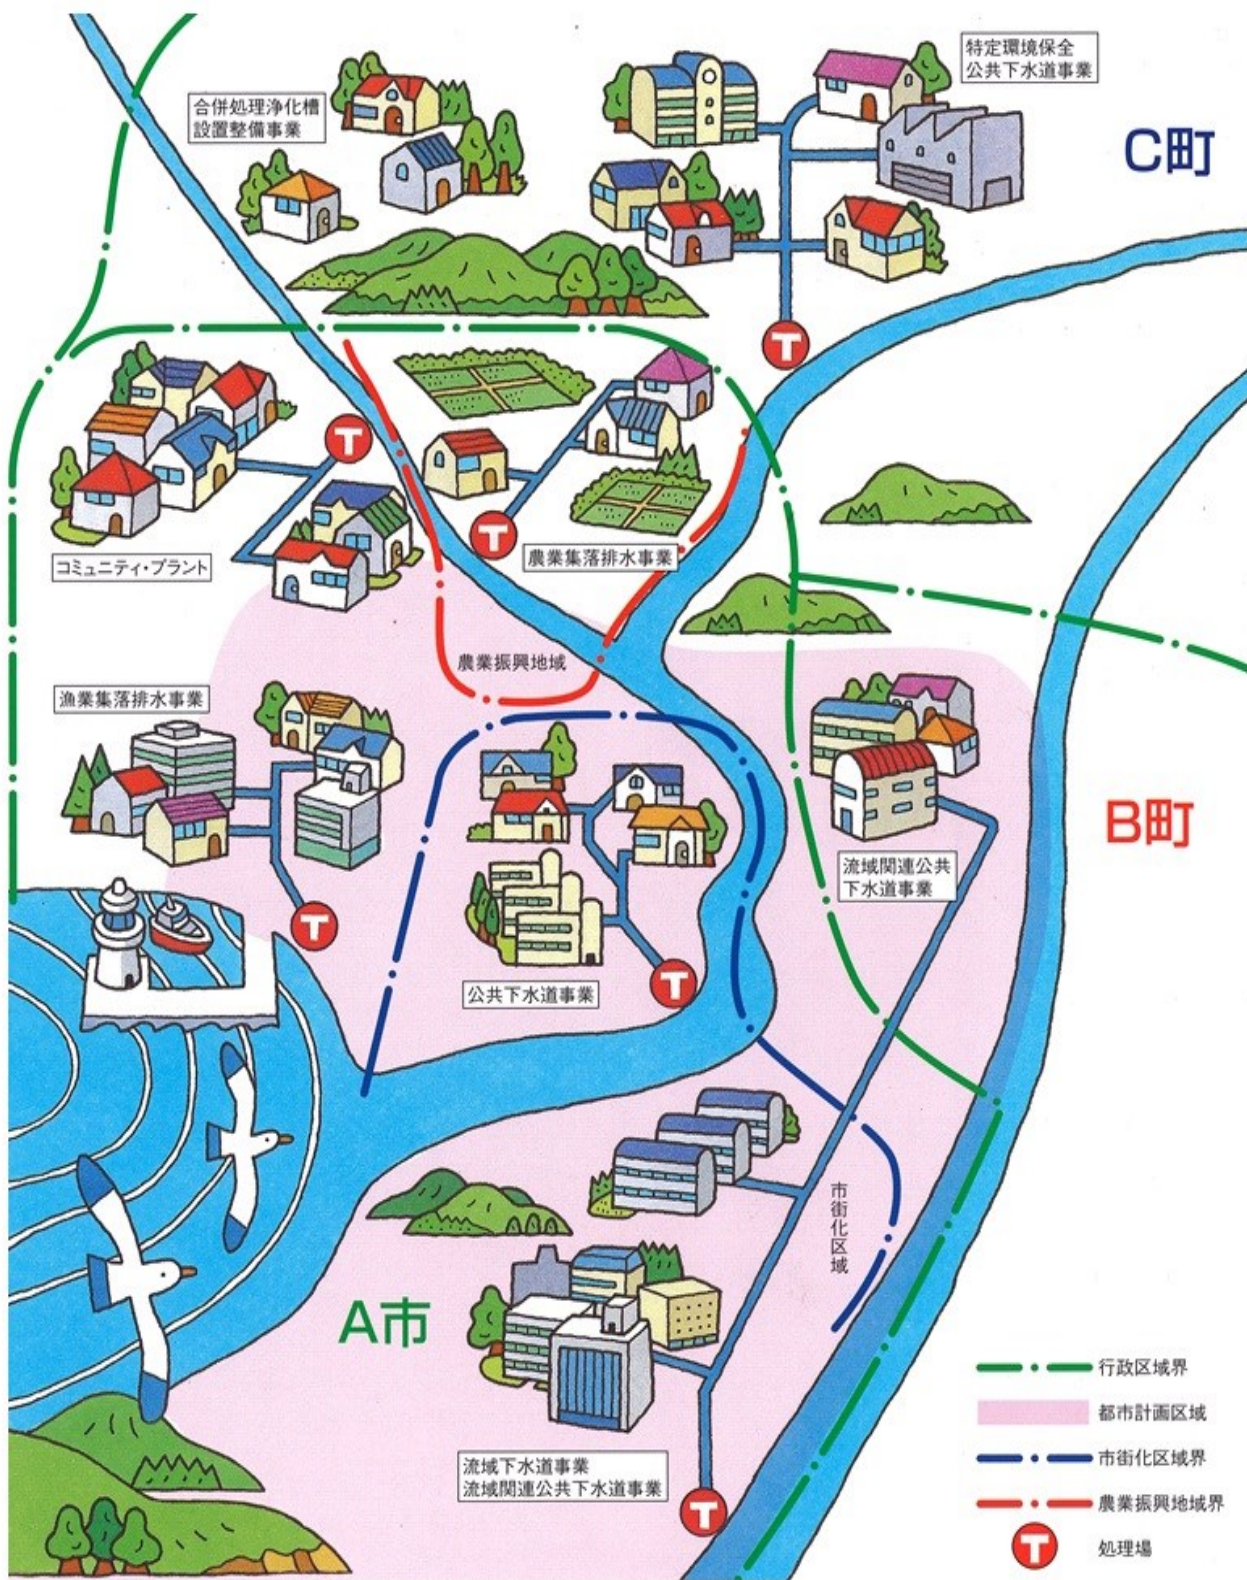 特定環境保全
公共下水道事業
合併処理浄化槽
設置整備事業
C町
T
T
T
コミュニティ・プラント
農業集落排水事業
農業振興地域
漁業集落排水事業
B町
流域関連公共
下水道事業
T
T
公共下水道事業
市街化区域
A市
流域下水道事業
流域関連公共下水道事業
T
行政区域界
都市計画区域
市街化区域界
農業振興地域界
T
処理場